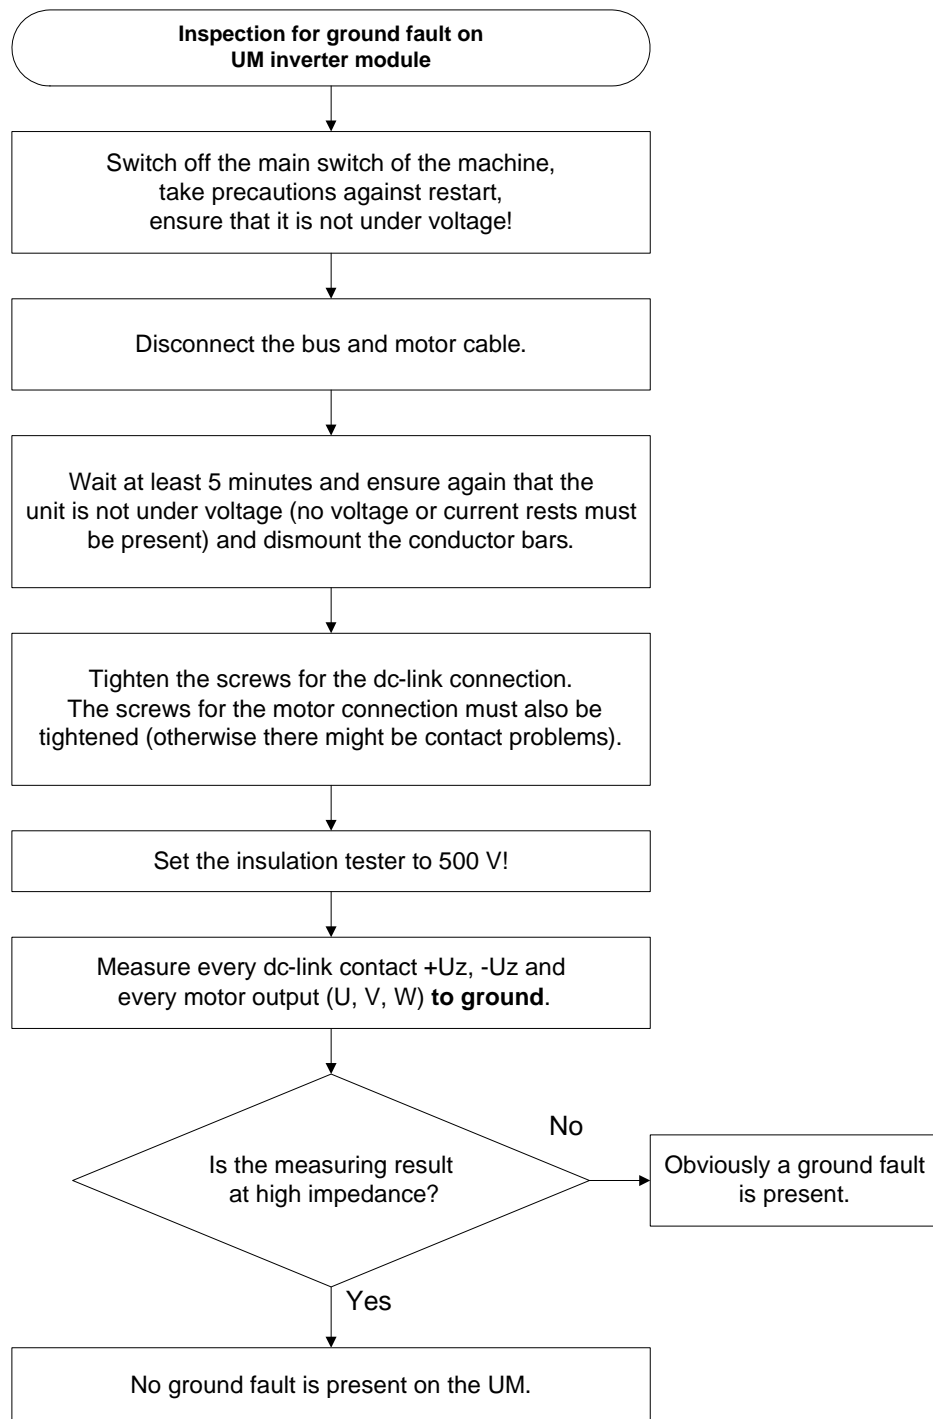 Inspection for ground fault on
UM inverter module
Switch off the main switch of the machine,
take precautions against restart,
ensure that it is not under voltage!
Disconnect the bus and motor cable.
Wait at least 5 minutes and ensure again that the
unit is not under voltage (no voltage or current rests must
be present) and dismount the conductor bars.
Tighten the screws for the dc-link connection.
The screws for the motor connection must also be
tightened (otherwise there might be contact problems).
Set the insulation tester to 500 V!
Measure every dc-link contact +Uz, -Uz and
every motor output (U, V, W) to ground.
Is the measuring result
at high impedance?
No
Obviously a ground fault
is present.
Yes
No ground fault is present on the UM.